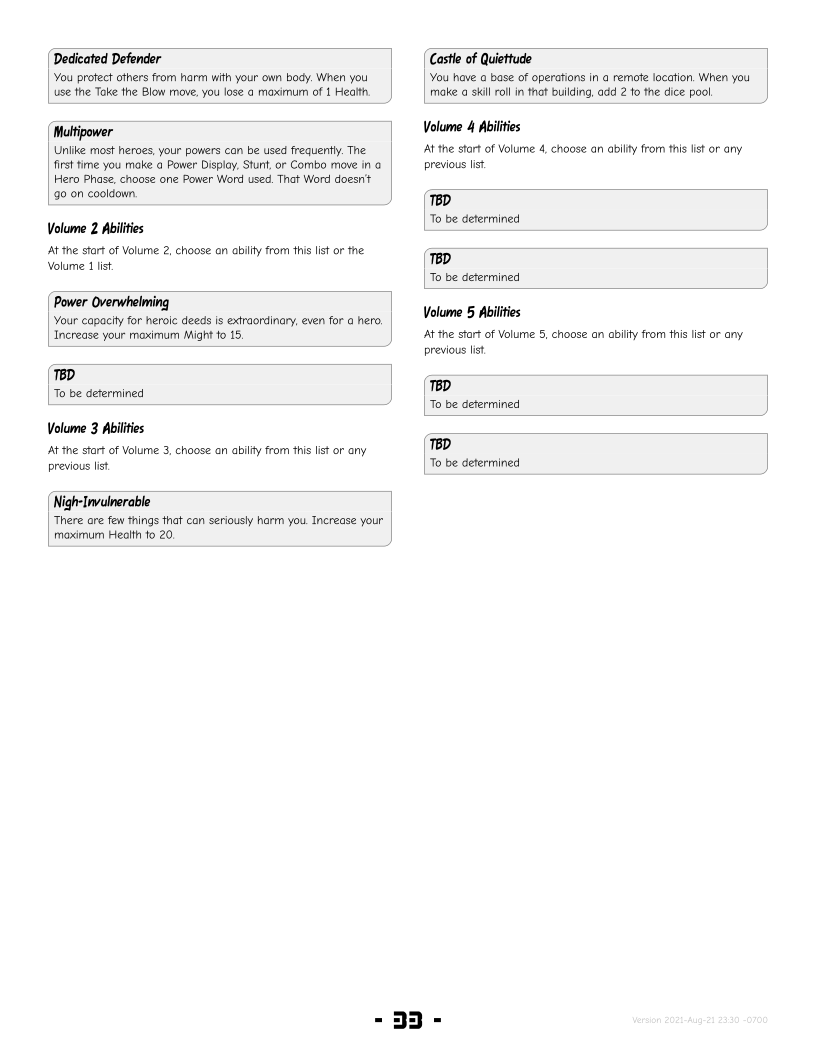 Dedicated Defender
You protect others from harm with your own body. When you
use the Take the Blow move, you lose a maximum of 1 Health.
Multipower
Unlike most heroes, your powers can be used frequently. The
first time you make a Power Display, Stunt, or Combo move in a
Hero Phase, choose one Power Word used. That Word doesn't
go on cooldown.
Volume 2 Abilities
At the start of Volume 2, choose an ability from this list or the
Volume 1 list.
Power Overwhelming
Your capacity for heroic deeds is extraordinary, even for a hero.
Increase your maximum Might to 15.
TBD
To be determined
Volume 3 Abilities
At the start of Volume 3, choose an ability from this list or any
previous list.
Nigh-Invulnerable
There are few things that can seriously harm you. Increase your
maximum Health to 20.
Castle of Quiettude
You have a base of operations in a remote location. When you
make a skill roll in that building, add 2 to the dice pool.
Volume 4 Abilities
At the start of Volume 4, choose an ability from this list or any
previous list.
TBD
To be determined
TBD
To be determined
Volume 5 Abilities
At the start of Volume 5, choose an ability from this list or any
previous list.
TBD
To be determined
TBD
To be determined
- 33 -
Version 2021-Aug-21 23:30 -0700